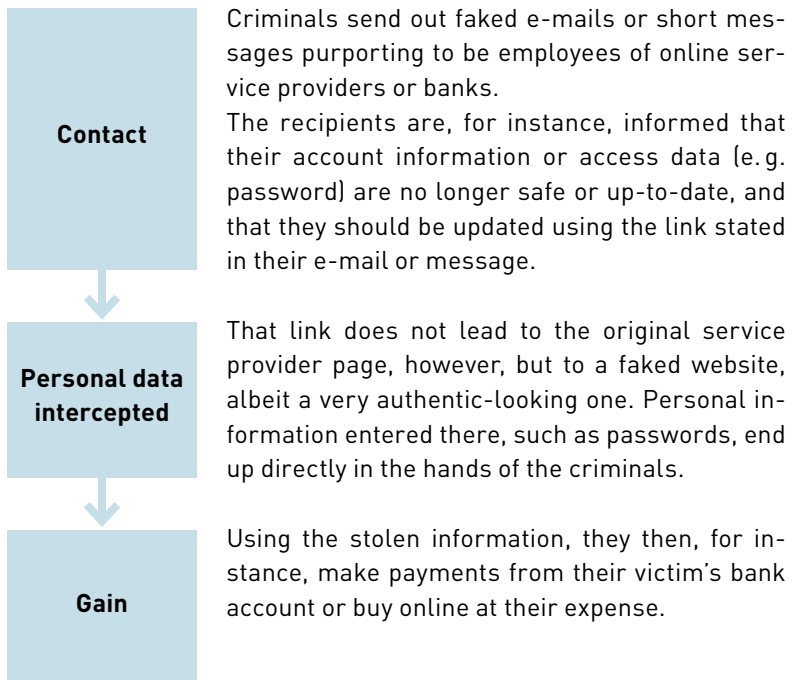 Contact
Criminals send out faked e-mails or short mes-
sages purporting to be employees of online ser-
vice providers or banks.
The recipients are, for instance, informed that
their account information or access data (e. g.
password) are no longer safe or up-to-date, and
that they should be updated using the link stated
in their e-mail or message.
Personal data
intercepted
That link does not lead to the original service
provider page, however, but to a faked website,
albeit a very authentic-looking one. Personal in-
formation entered there, such as passwords, end
up directly in the hands of the criminals.
Gain
Using the stolen information, they then, for in-
stance, make payments from their victim’s bank
account or buy online at their expense.